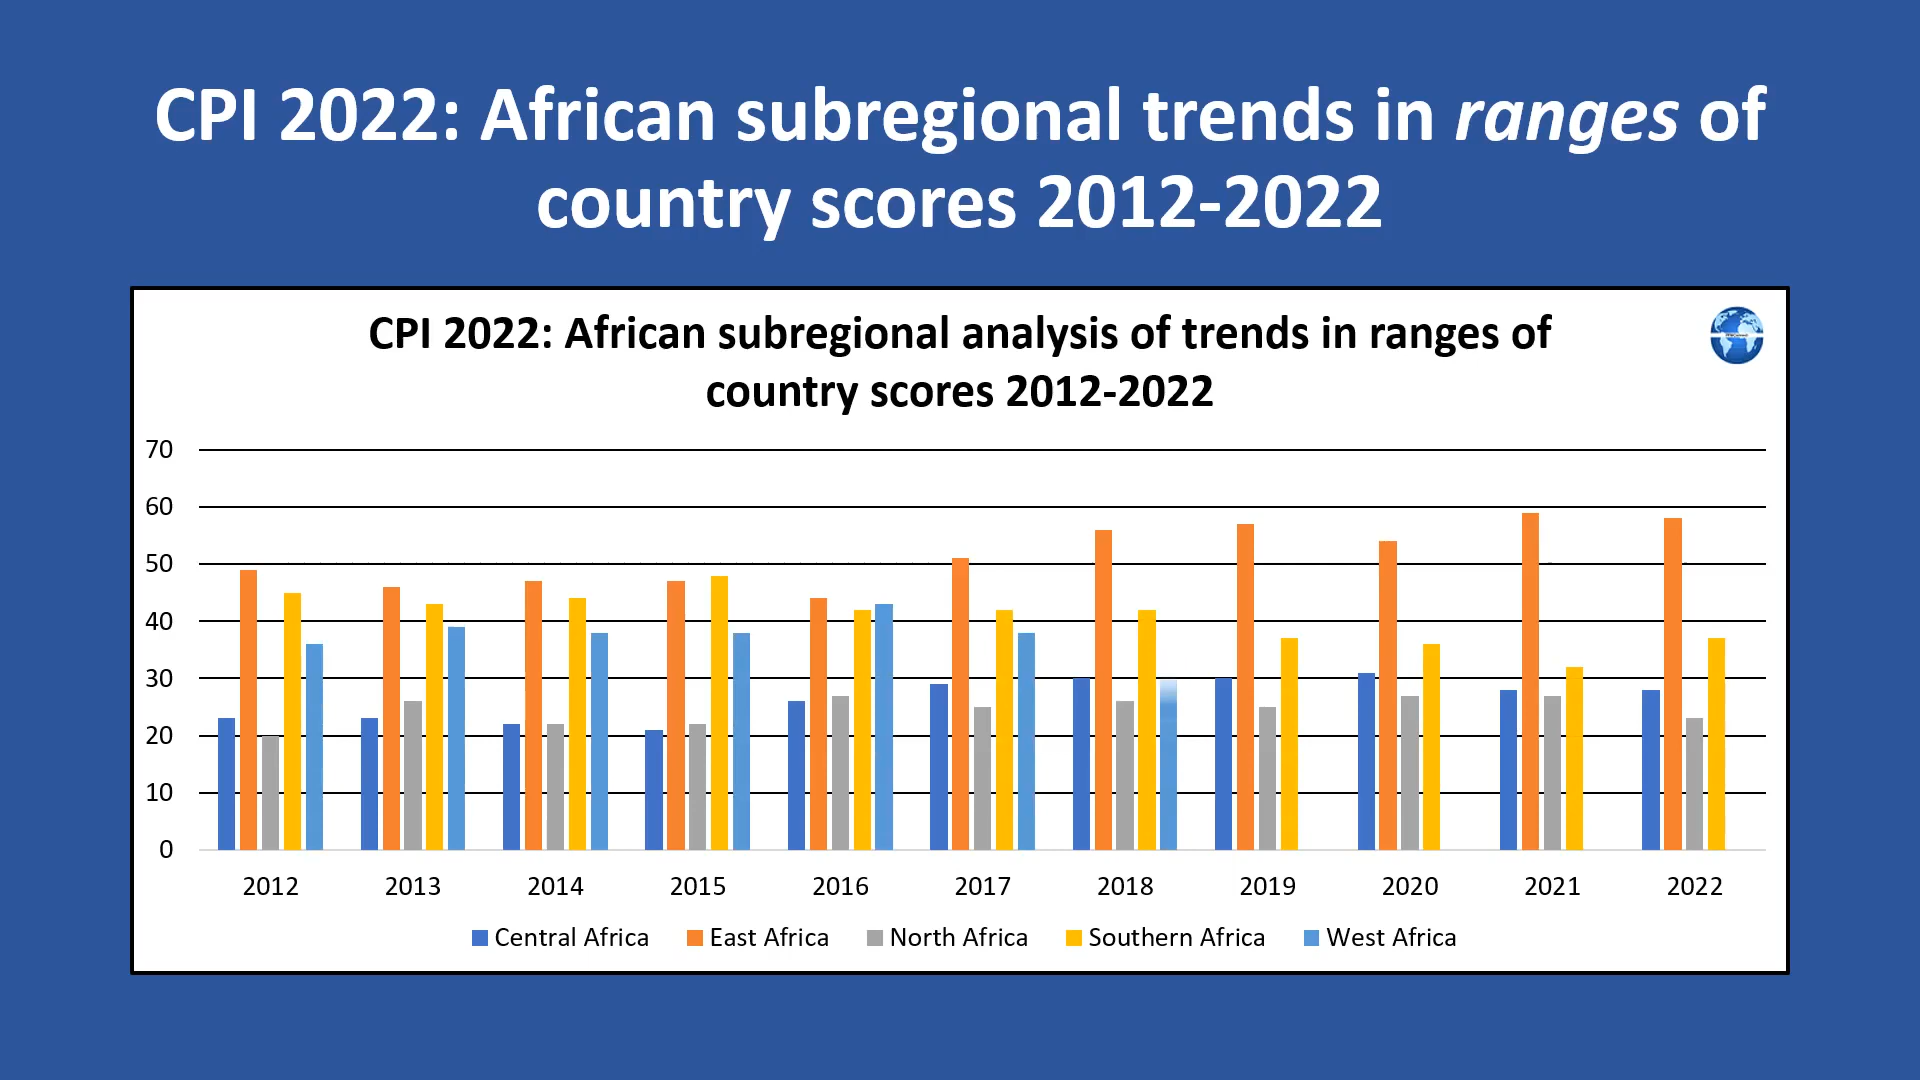 CPI 2022: African subregional trends in ranges of
country scores 2012-2022
CPI 2022: African subregional analysis of trends in ranges of
country scores 2012-2022
70
60
50
40
30
20
10
0
2012 2013 2014 2015 2016 2017 2018 2019 2020 2021 2022
Central Africa East Africa North Africa Southern Africa West Africa